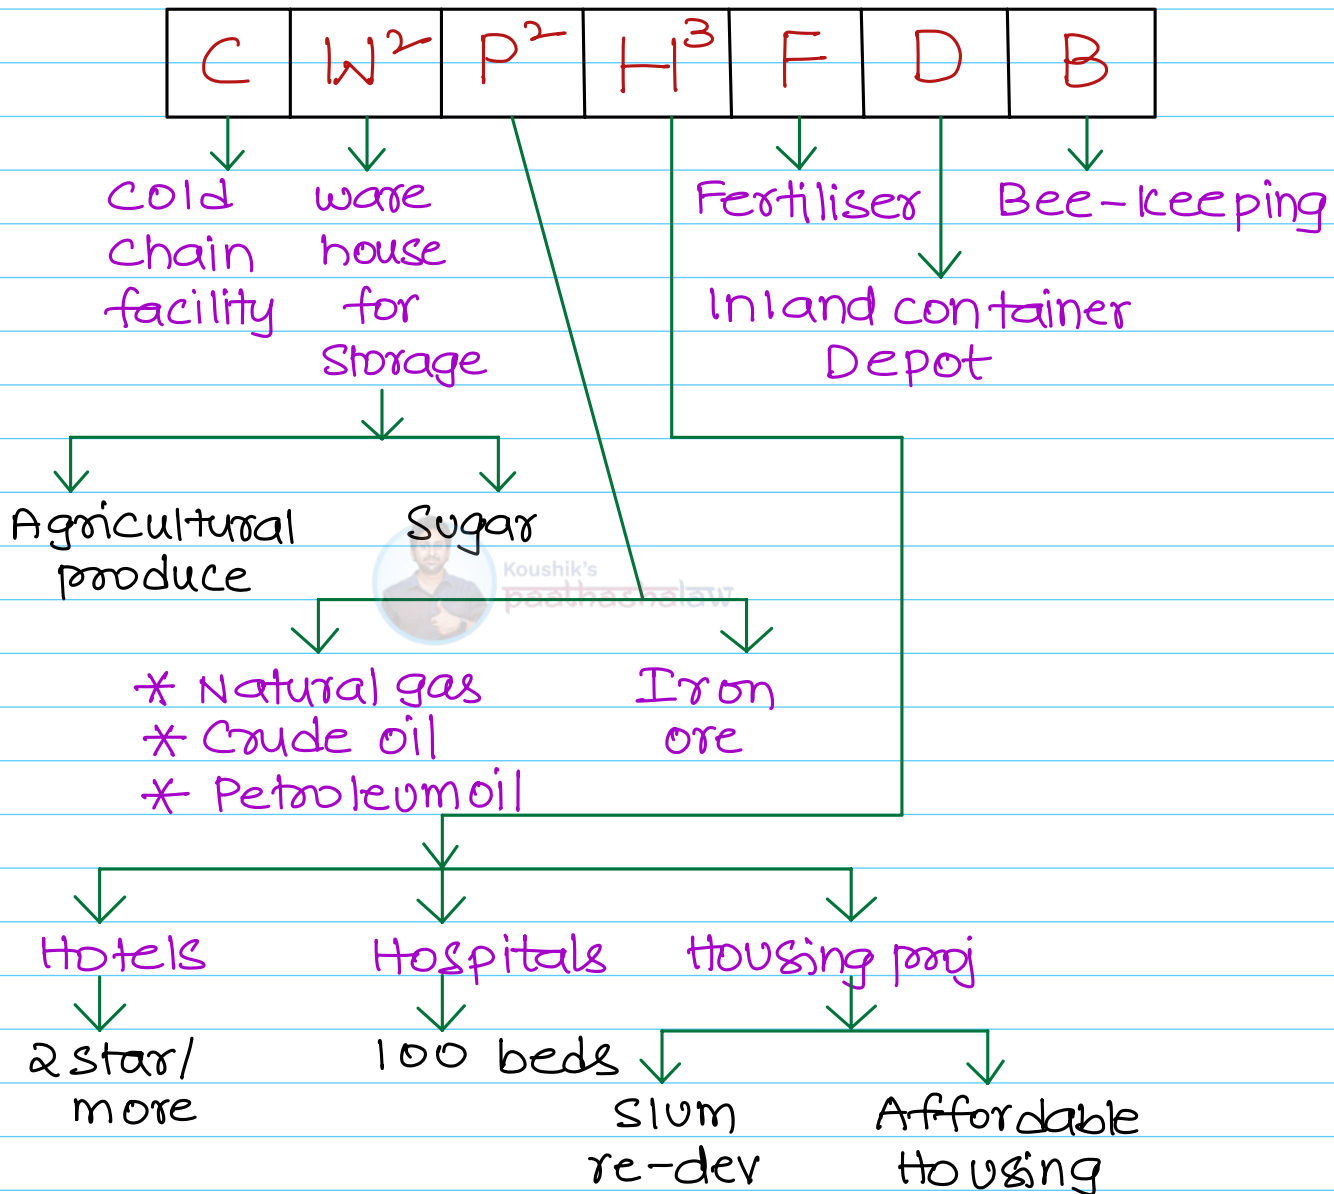 C W² P² H³ F D B
Cold ware Fertiliser Bee-keeping
Chain house
facility for Inland container
Storage Depot
Agricultural Sugar
produce
Koushik's
paathashalaw
* Natural gas Iron
* Crude oil ore
* Petroleum oil
Hotels Hospitals Housing proj
2 star/ 100 beds
more Slum Affordable
re-dev Housing